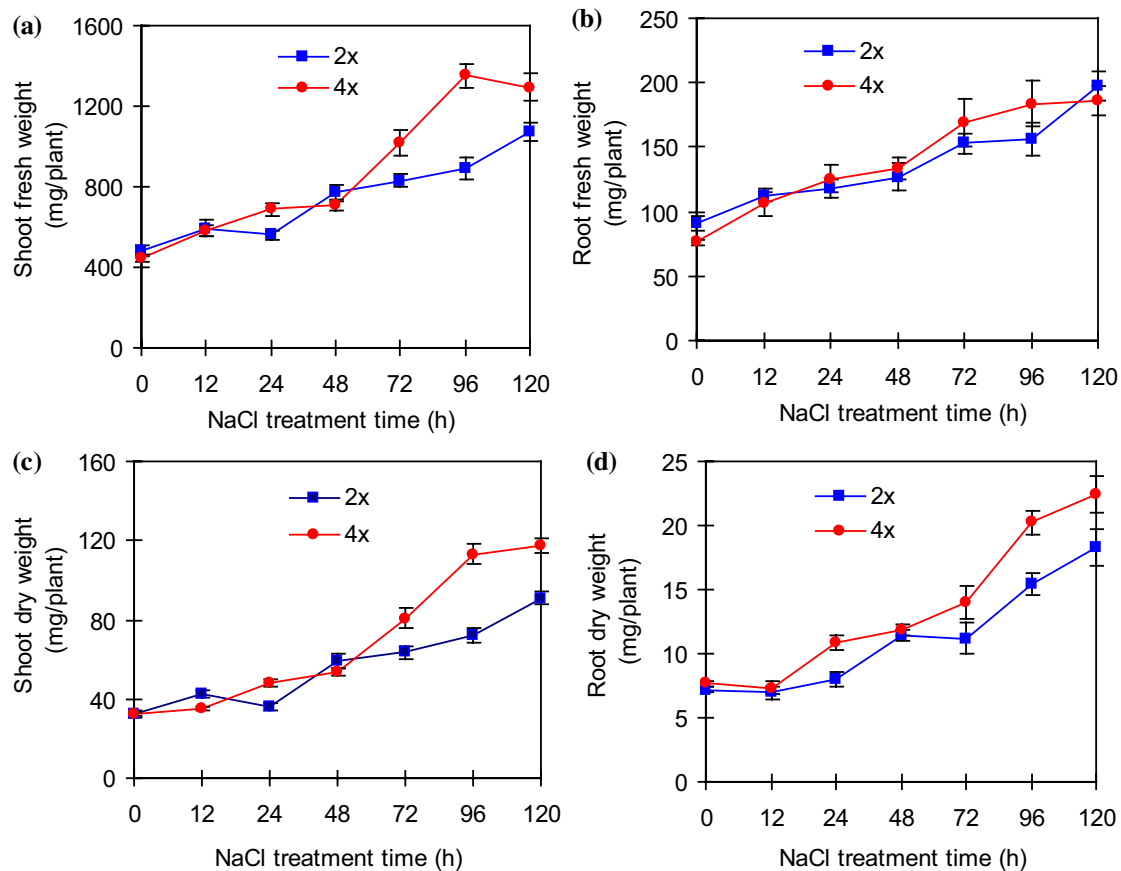 (a)
Shoot fresh weight
(mg/plant)
1600
1200
800
400
0
2x
4x
0 12 24 48 72 96 120
NaCl treatment time (h)
(b)
Root fresh weight
(mg/plant)
250
200
150
100
50
0
2x
4x
0 12 24 48 72 96 120
NaCl treatment time (h)
(c)
Shoot dry weight
(mg/plant)
160
120
80
40
0
2x
4x
0 12 24 48 72 96 120
NaCl treatment time (h)
(d)
Root dry weight
(mg/plant)
25
20
15
10
5
0
2x
4x
0 12 24 48 72 96 120
NaCl treatment time (h)